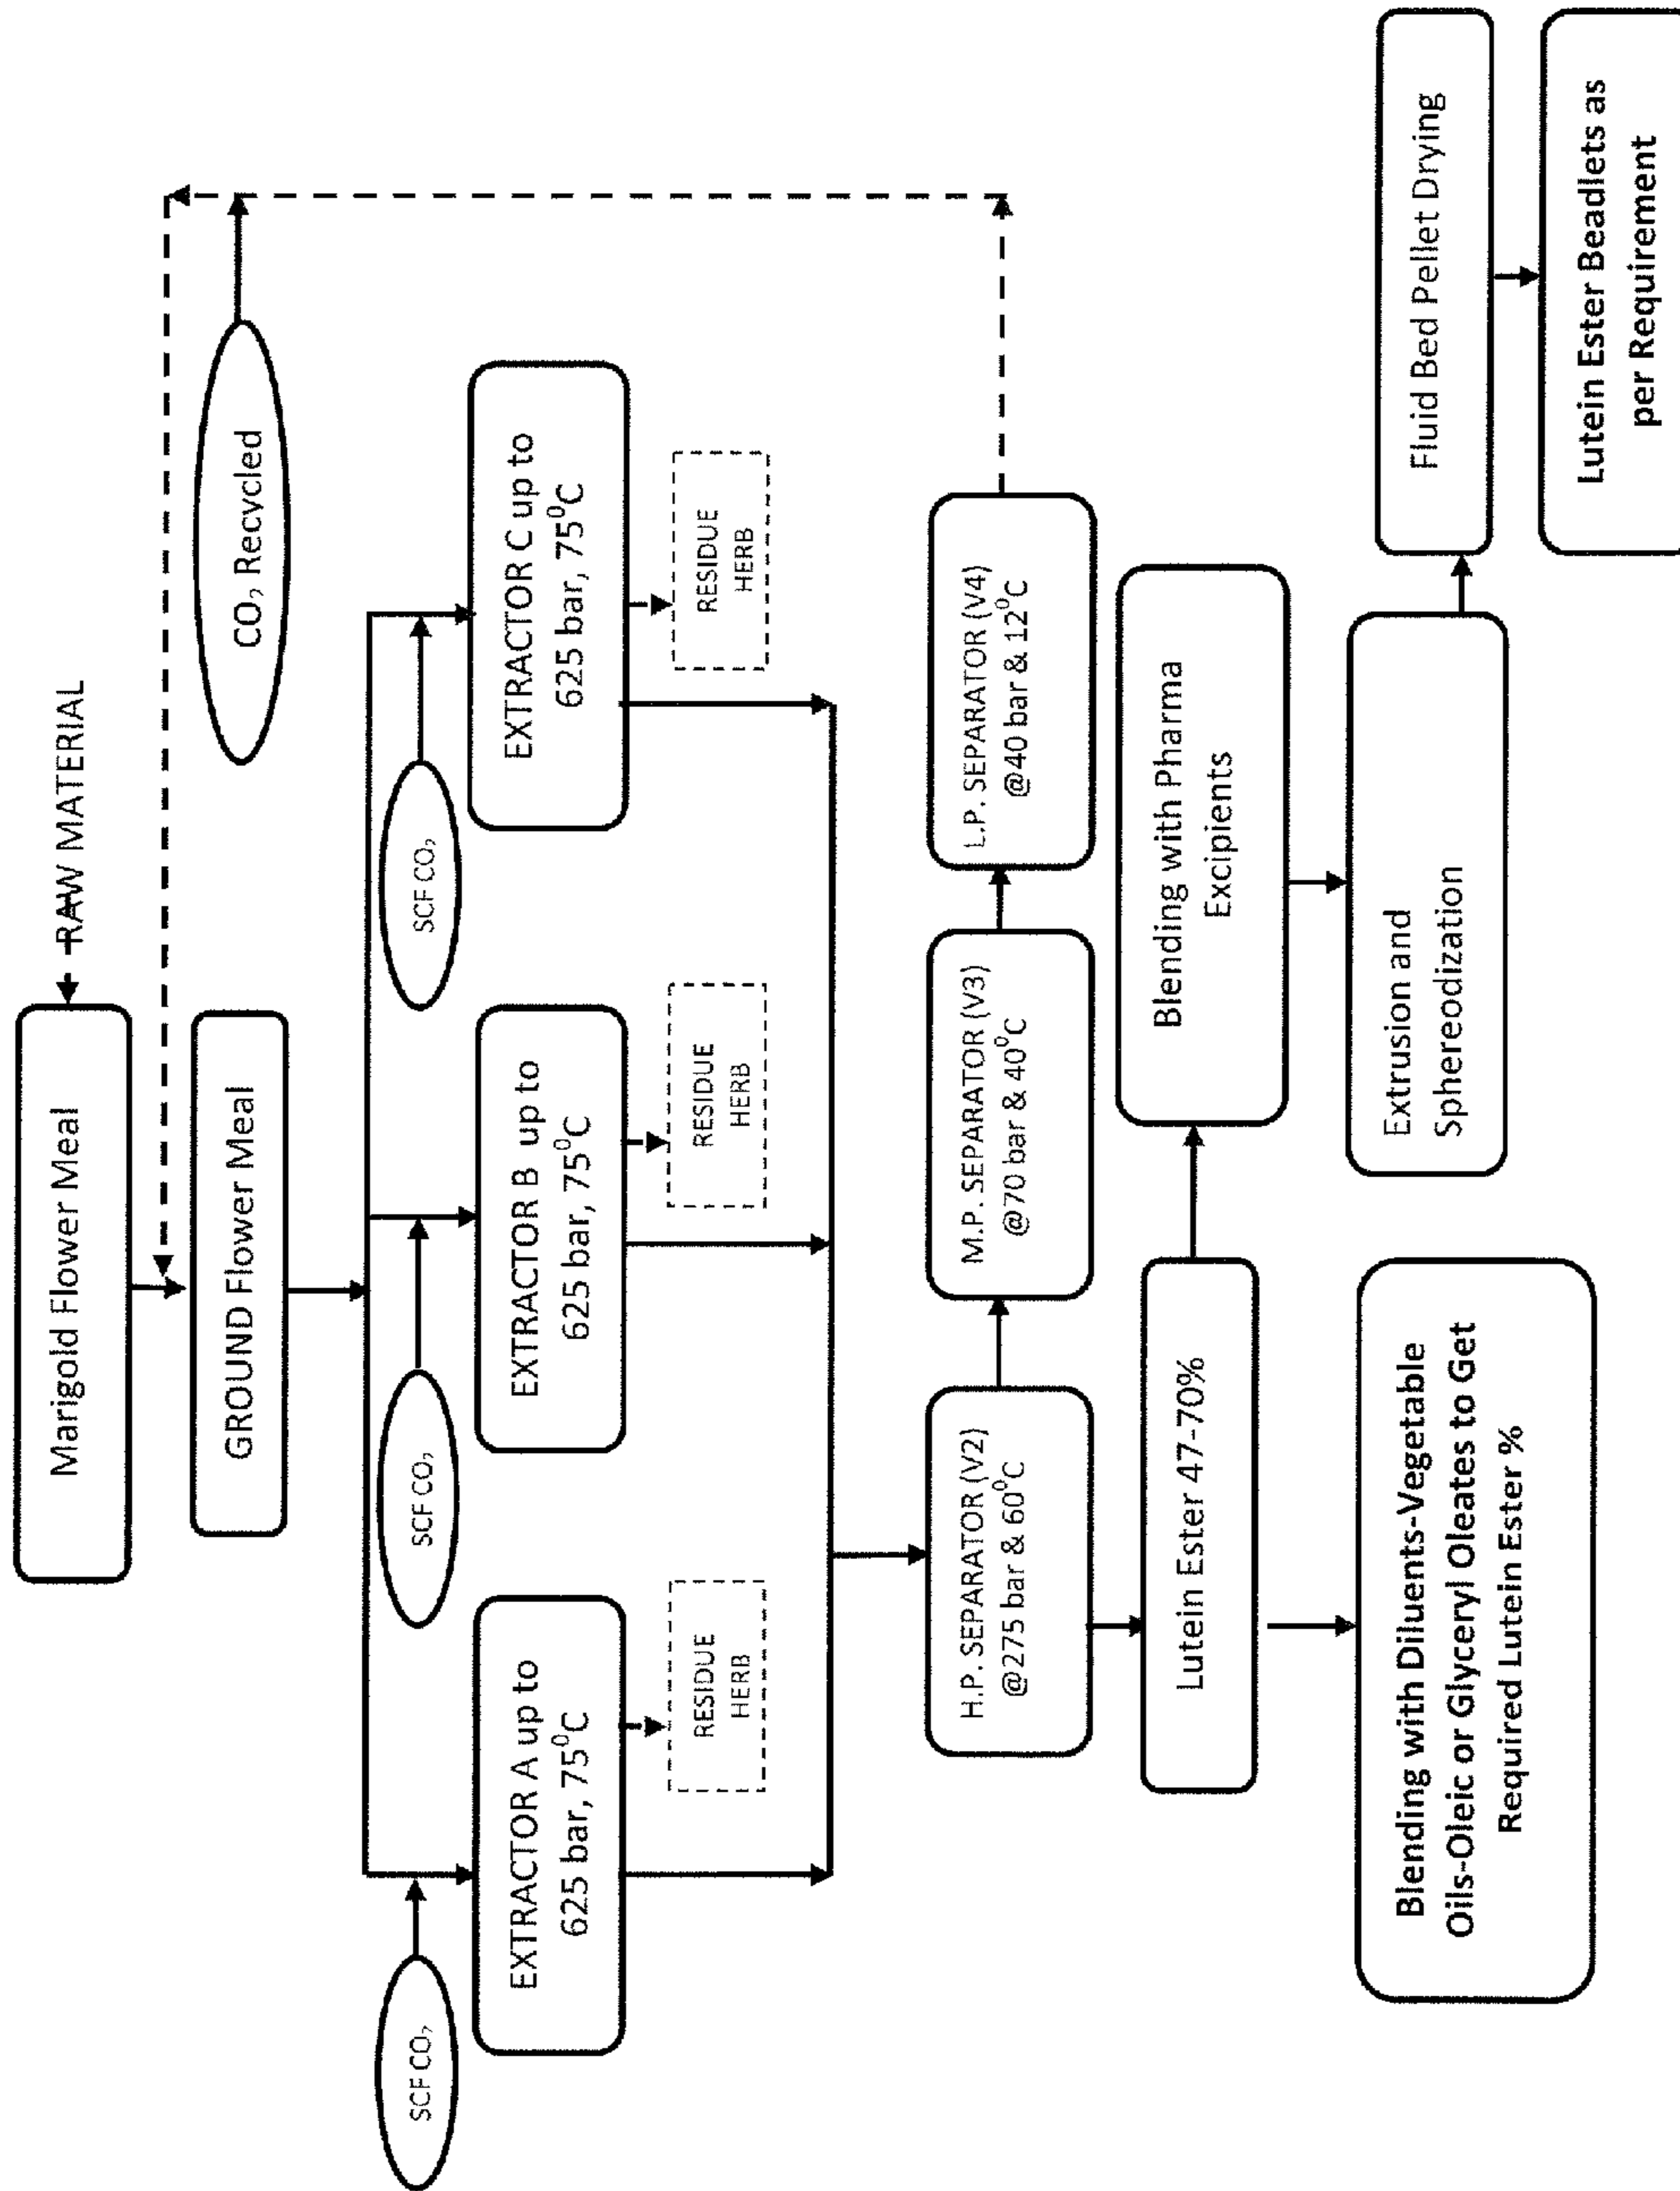 Marigold Flower Meal
RAW MATERIAL
GROUND Flower Meal
CO₂ Recycled
SCF CO₂
SCF CO₂
SCF CO₂
EXTRACTOR A up to
625 bar, 75⁰C
EXTRACTOR B up to
625 bar, 75⁰C
EXTRACTOR C up to
625 bar, 75⁰C
RESIDUE
HERB
RESIDUE
HERB
RESIDUE
HERB
H.P. SEPARATOR (V2)
@275 bar & 60⁰C
M.P. SEPARATOR (V3)
@70 bar & 40⁰C
L.P. SEPARATOR (V4)
@40 bar & 12⁰C
Lutein Ester 47-70%
Blending with Pharma
Excipients
Blending with Diluents-Vegetable
Oils-Oleic or Glyceryl Oleates to Get
Required Lutein Ester %
Extrusion and
Sphereodization
Fluid Bed Pellet Drying
Lutein Ester Beadlets as
per Requirement